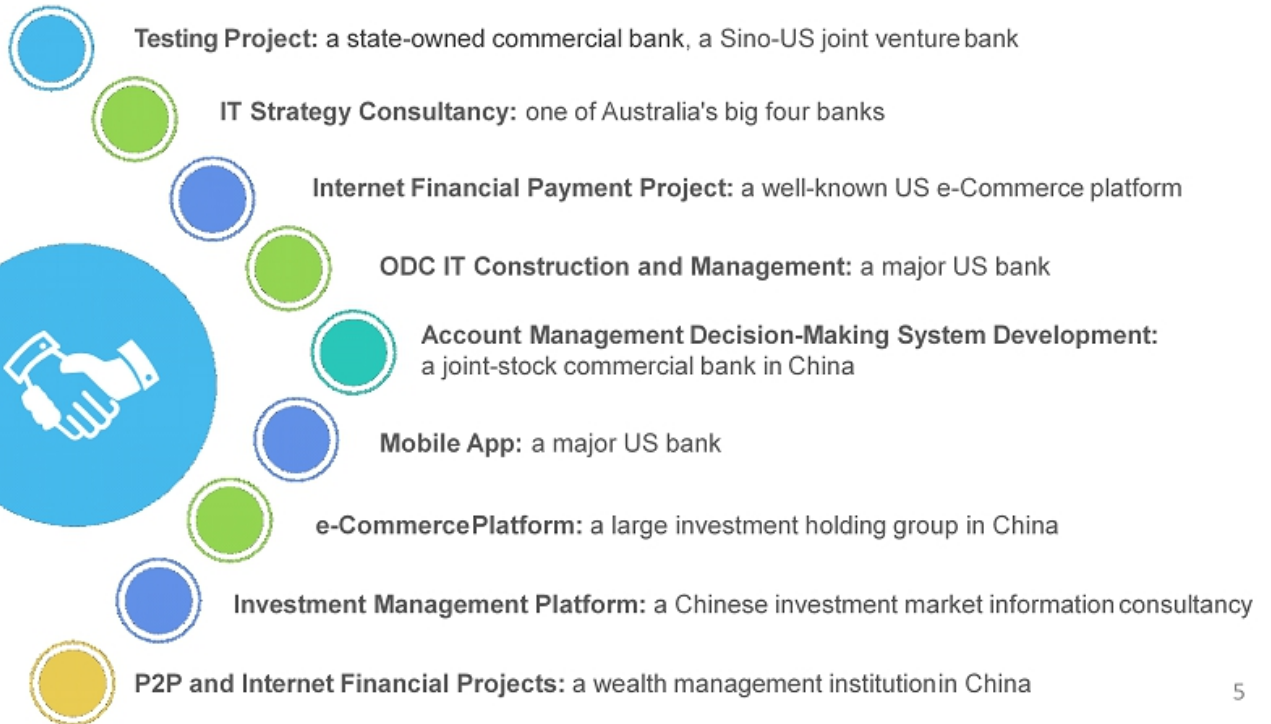 Testing Project: a state-owned commercial bank, a Sino-US joint venture bank
IT Strategy Consultancy: one of Australia's big four banks
Internet Financial Payment Project: a well-known US e-Commerce platform
ODC IT Construction and Management: a major US bank
Account Management Decision-Making System Development:
a joint-stock commercial bank in China
Mobile App: a major US bank
e-Commerce Platform: a large investment holding group in China
Investment Management Platform: a Chinese investment market information consultancy
P2P and Internet Financial Projects: a wealth management institution in China
5